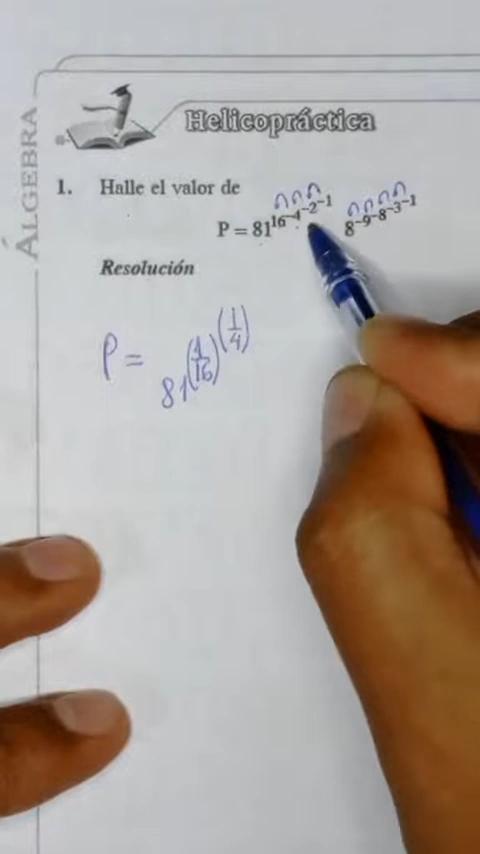 ÁLGEBRA
Helicopráctica
1. Halle el valor de
P = 81^16^-4^-2^-1 8^-9^-8^-3^-1
Resolución
P = 81^(1/16)^(1/4)